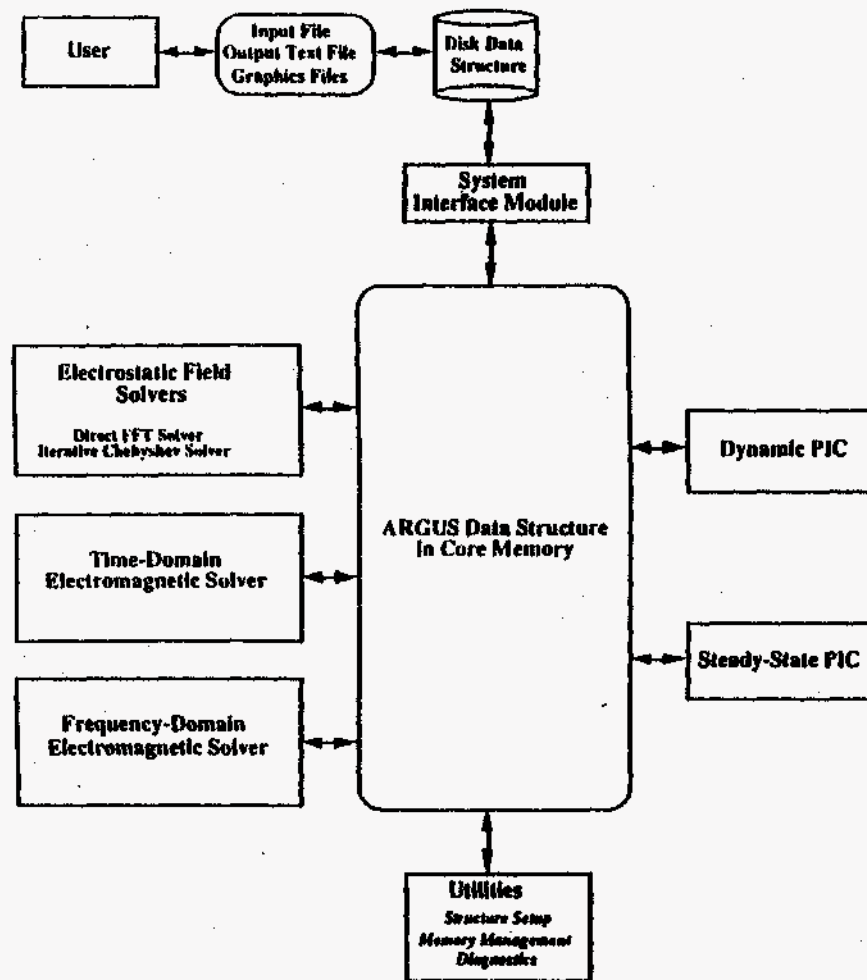 User
Input File
Output Text File
Graphics Files
Disk Data
Structure
System
Interface Module
Electrostatic Field
Solvers
Direct FFT Solver
Iterative Chebyshev Solver
Time-Domain
Electromagnetic Solver
Frequency-Domain
Electromagnetic Solver
ARGUS Data Structure
in Core Memory
Dynamic PIC
Steady-State PIC
Utilities
Structure Setup
Memory Management
Diagnostics